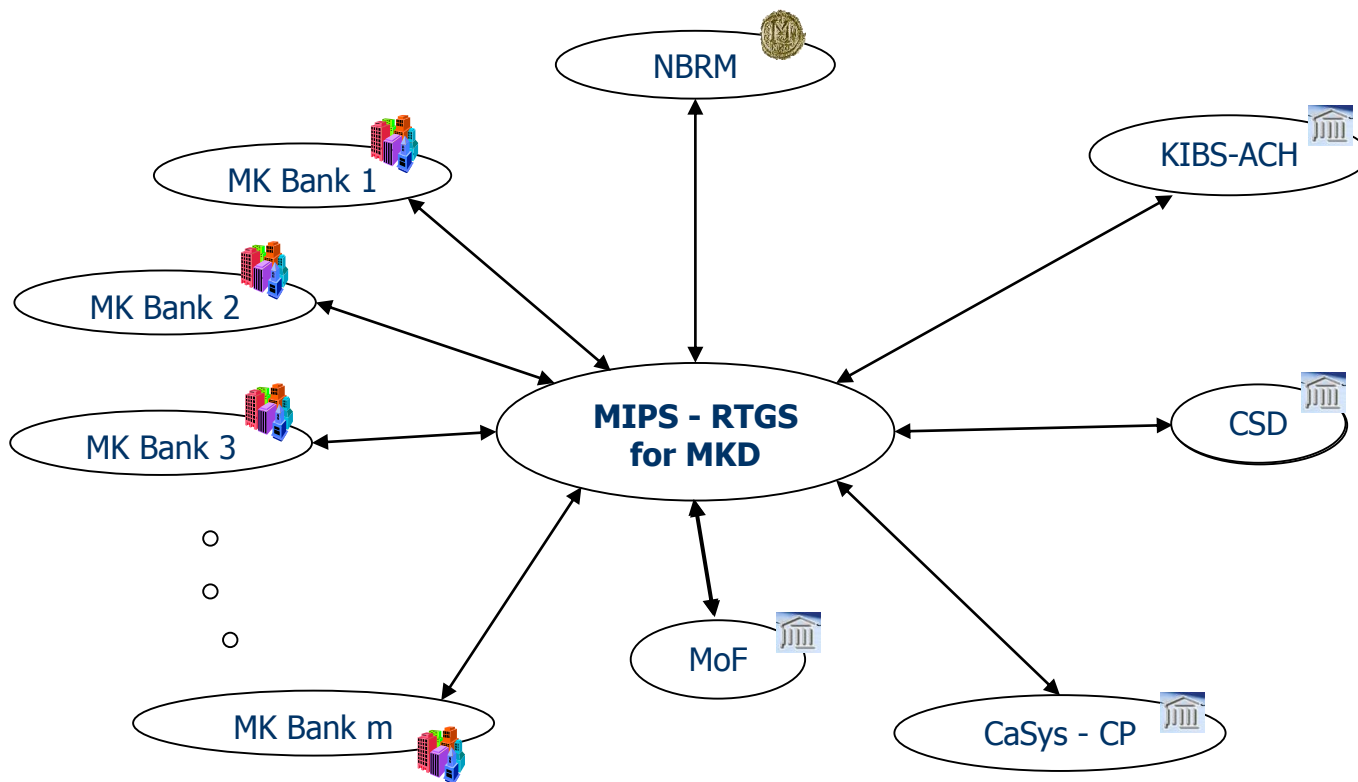 NBRM
KIBS-ACH
MK Bank 1
MK Bank 2
MIPS - RTGS
for MKD
CSD
MK Bank 3
MoF
MK Bank m
CaSys - CP